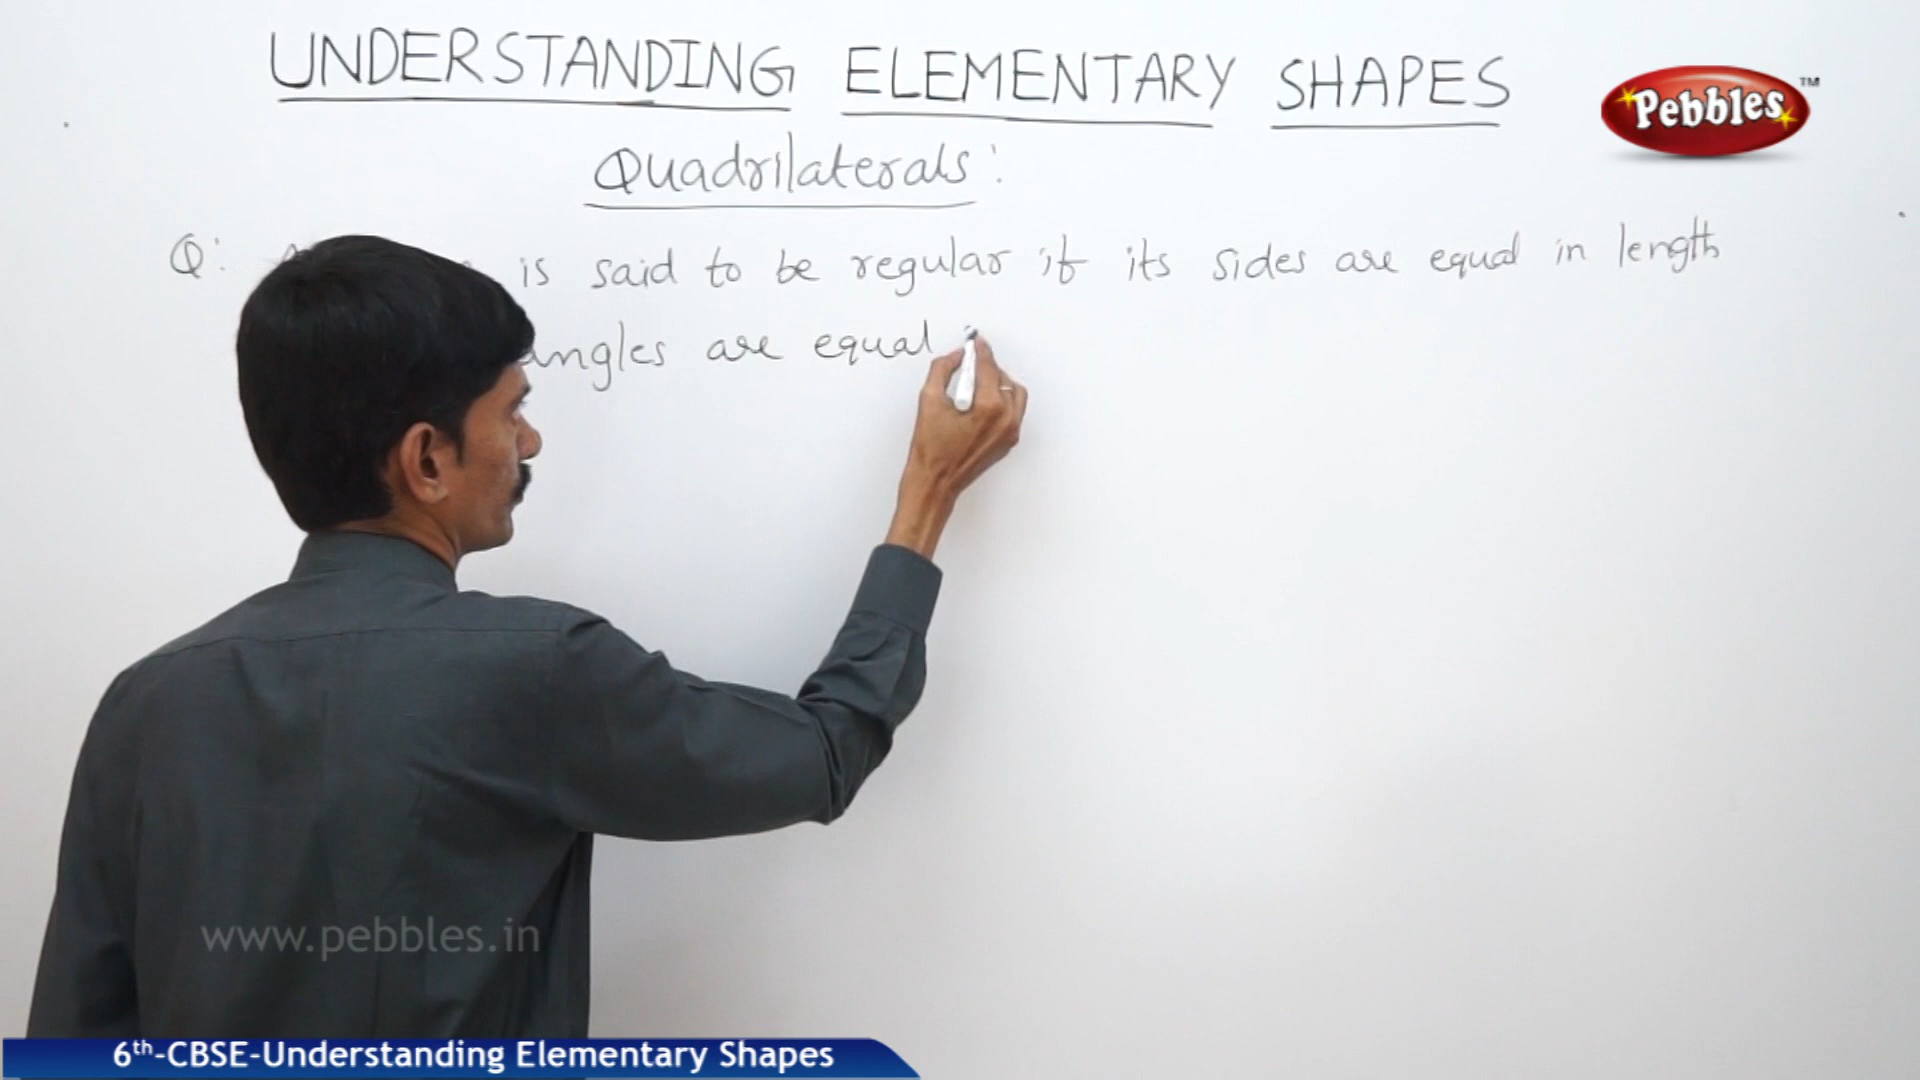 UNDERSTANDING ELEMENTARY SHAPES
Pebbles TM
Quadrilaterals:
Q: is said to be regular if its sides are equal in length
angles are equal
www.pebbles.in
6th-CBSE-Understanding Elementary Shapes